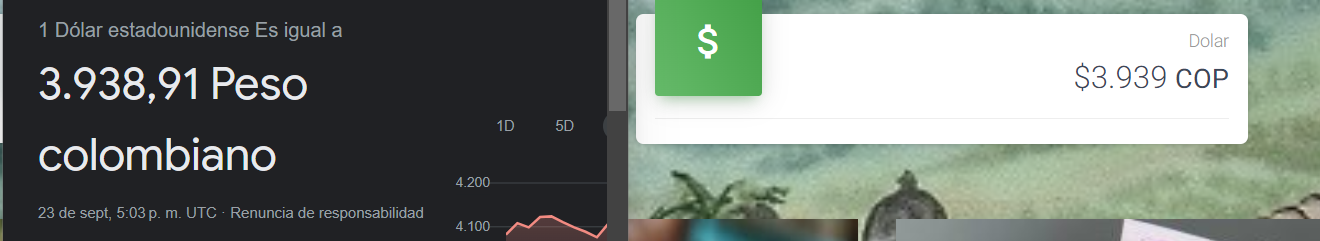 1 Dólar estadounidense Es igual a
3.938,91 Peso
colombiano
1D 5D
4.200
23 de sept, 5:03 p. m. UTC · Renuncia de responsabilidad
4.100
$
Dolar
$3.939 COP